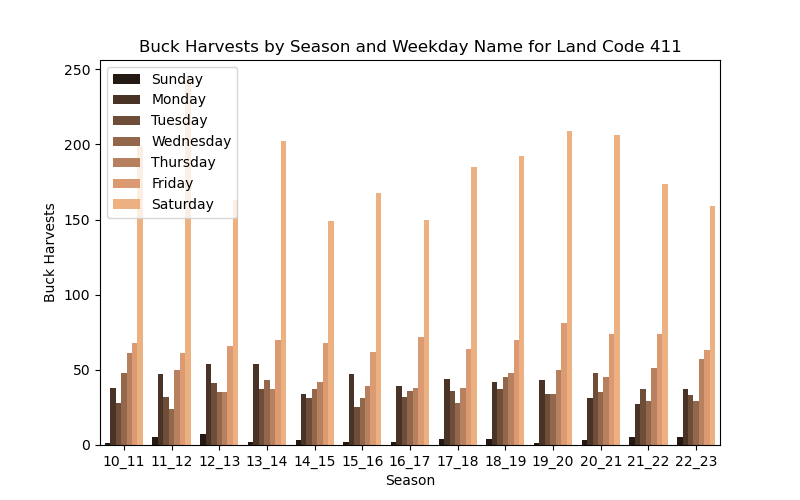 Buck Harvests by Season and Weekday Name for Land Code 411
250
200
150
100
50
0
Buck Harvests
Sunday
Monday
Tuesday
Wednesday
Thursday
Friday
Saturday
10_11 11_12 12_13 13_14 14_15 15_16 16_17 17_18 18_19 19_20 20_21 21_22 22_23
Season